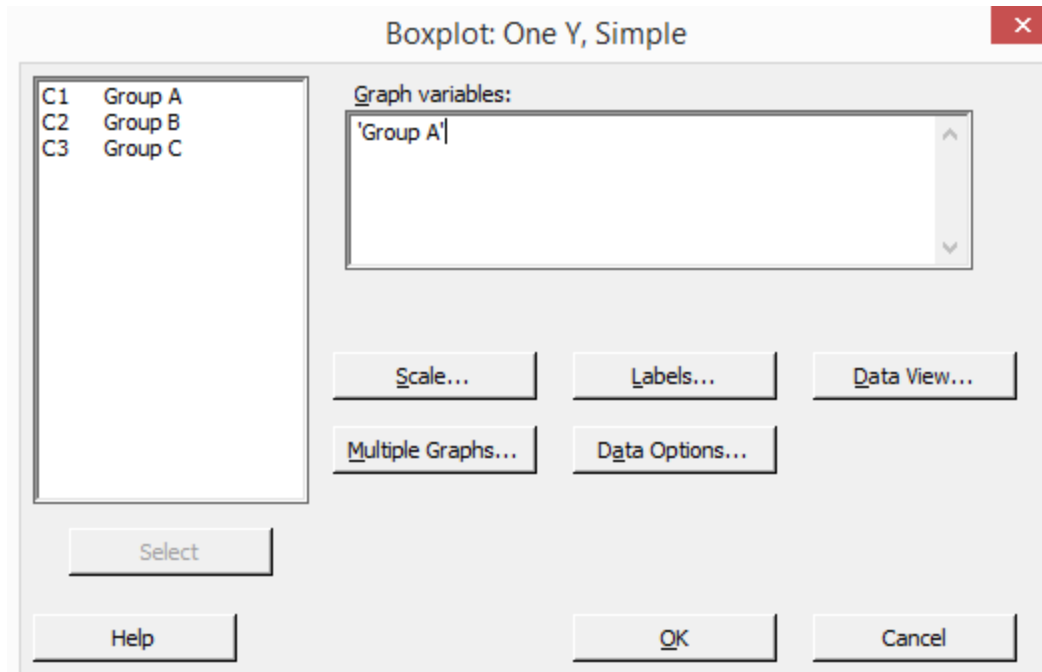 Boxplot: One Y, Simple
C1 Group A
C2 Group B
C3 Group C
Graph variables:
'Group A'
Scale...
Labels...
Data View...
Multiple Graphs...
Data Options...
Select
Help
OK
Cancel